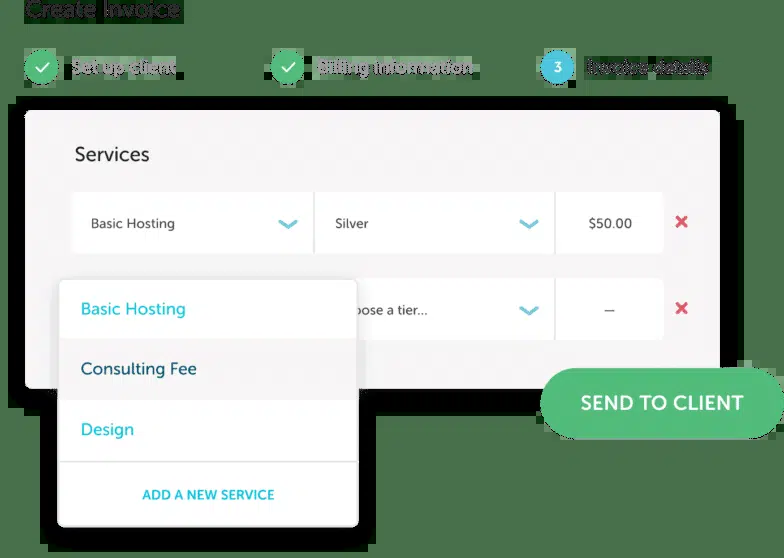 Create Invoice
Set up client
Billing information
3
Invoice details
Services
Basic Hosting
Silver
$50.00
Basic Hosting
oose a tier...
—
Consulting Fee
Design
SEND TO CLIENT
ADD A NEW SERVICE